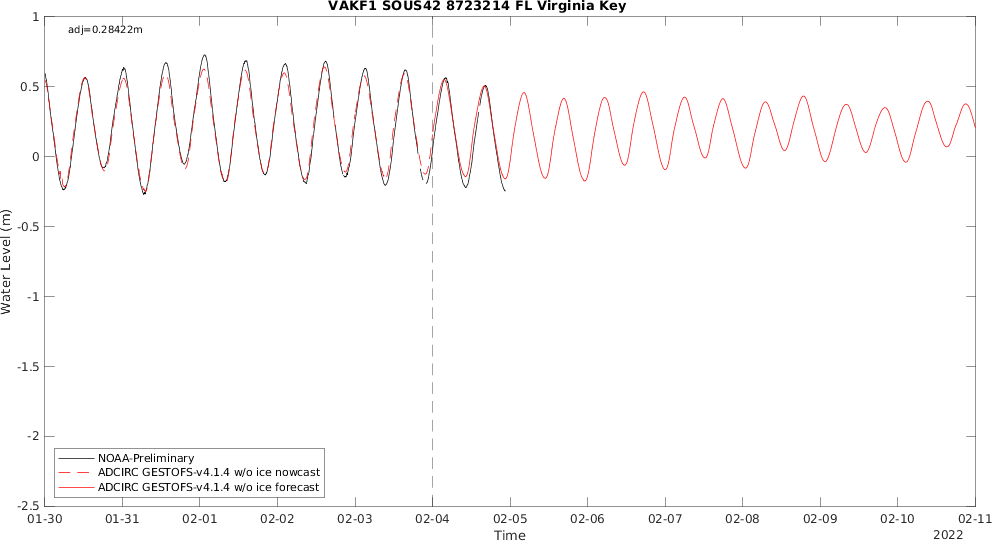 VAKF1 SOUS42 8723214 FL Virginia Key
adj=0.28422m
1
0.5
0
-0.5
-1
-1.5
-2
-2.5
Water Level (m)
NOAA-Preliminary
ADCIRC GESTOFS-v4.1.4 w/o ice nowcast
ADCIRC GESTOFS-v4.1.4 w/o ice forecast
01-30 01-31 02-01 02-02 02-03 02-04 02-05 02-06 02-07 02-08 02-09 02-10 02-11
Time
2022